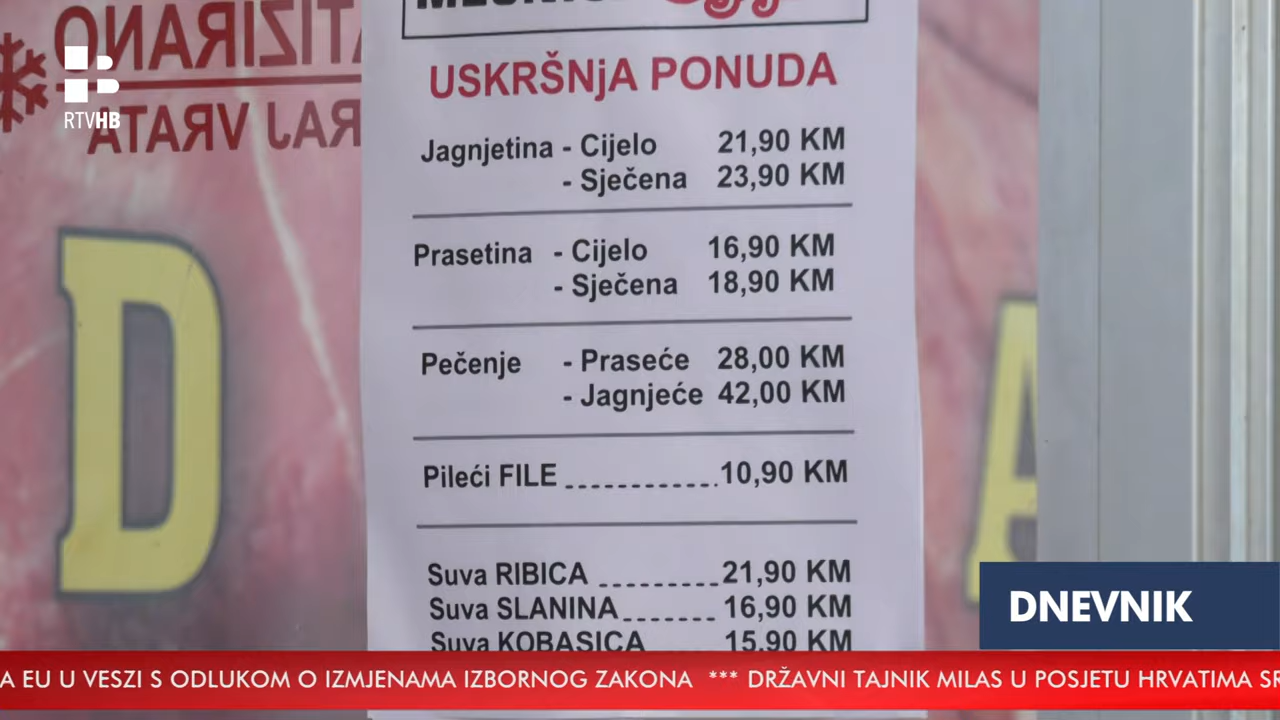 USKRŠNjA PONUDA
Jagnjetina - Cijelo 21,90 KM
- Sječena 23,90 KM
Prasetina - Cijelo 16,90 KM
- Sječena 18,90 KM
Pečenje - Praseće 28,00 KM
- Jagnjeće 42,00 KM
Pileći FILE ............ 10,90 KM
Suva RIBICA ......... 21,90 KM
Suva SLANINA ....... 16,90 KM
Suva KOBASICA 15,90 KM
RTVHB
RAJ VRATA
D
A
DNEVNIK
A EU U VESZI S ODLUKOM O IZMJENAMA IZBORNOG ZAKONA *** DRŽAVNI TAJNIK MILAS U POSJETU HRVATIMA SR